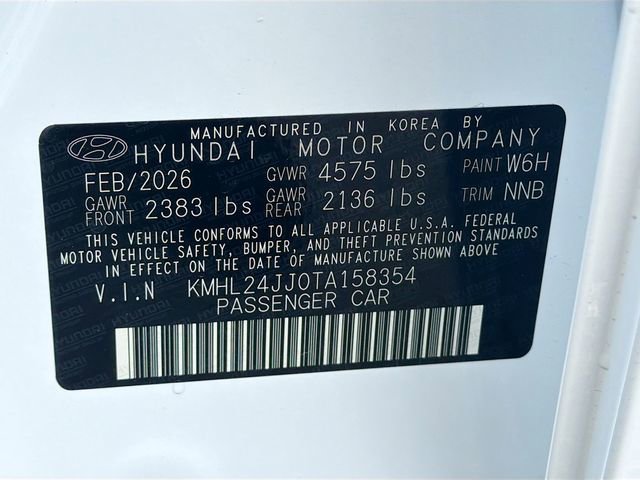 MANUFACTURED IN KOREA BY
HYUNDAI MOTOR COMPANY
FEB/2026 GVWR 4575 lbs PAINT W6H
GAWR FRONT 2383 lbs GAWR REAR 2136 lbs TRIM NNB
THIS VEHICLE CONFORMS TO ALL APPLICABLE U.S.A. FEDERAL
MOTOR VEHICLE SAFETY, BUMPER, AND THEFT PREVENTION STANDARDS
IN EFFECT ON THE DATE OF MANUFACTURE SHOWN ABOVE.
V.I.N KMHL24JJ0TA158354
PASSENGER CAR